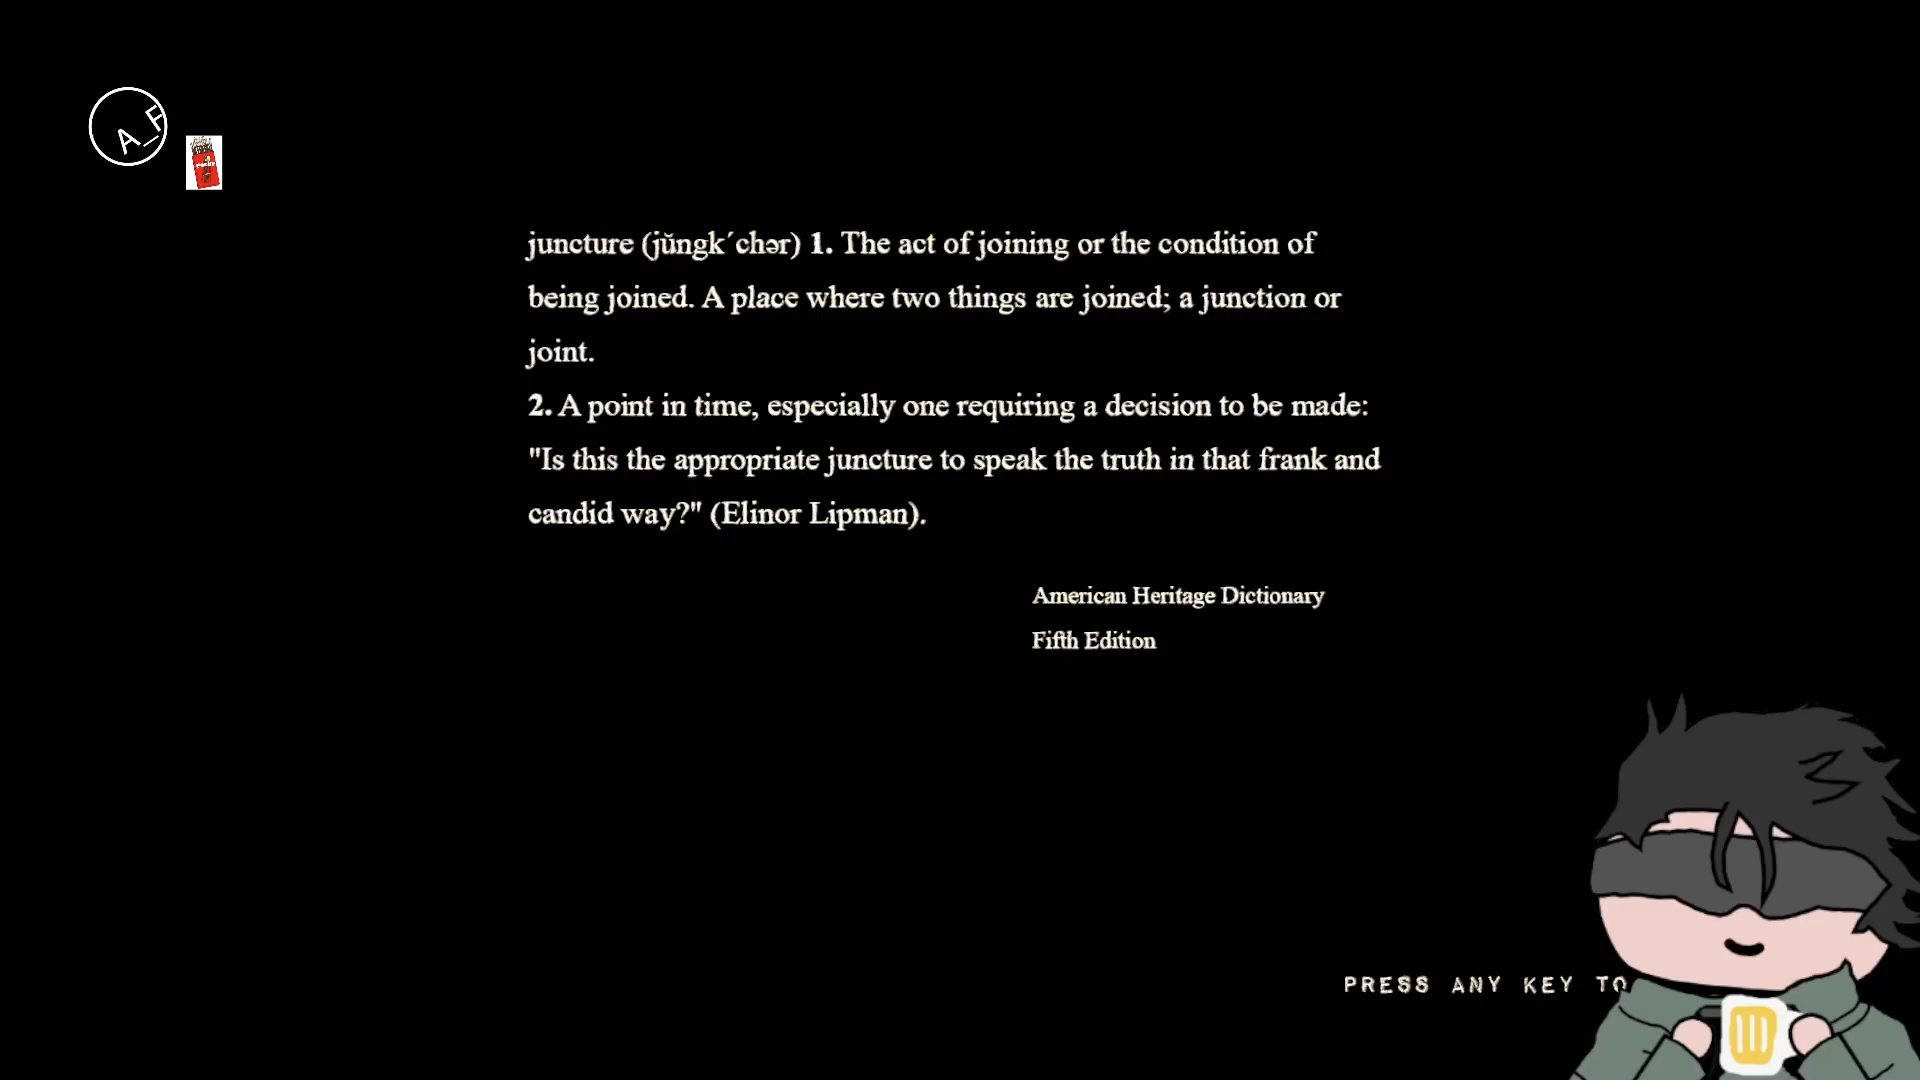 A_F
Pocky
juncture (jŭngk´chər) 1. The act of joining or the condition of
being joined. A place where two things are joined; a junction or
joint.
2. A point in time, especially one requiring a decision to be made:
"Is this the appropriate juncture to speak the truth in that frank and
candid way?" (Elinor Lipman).
American Heritage Dictionary
Fifth Edition
PRESS ANY KEY TO